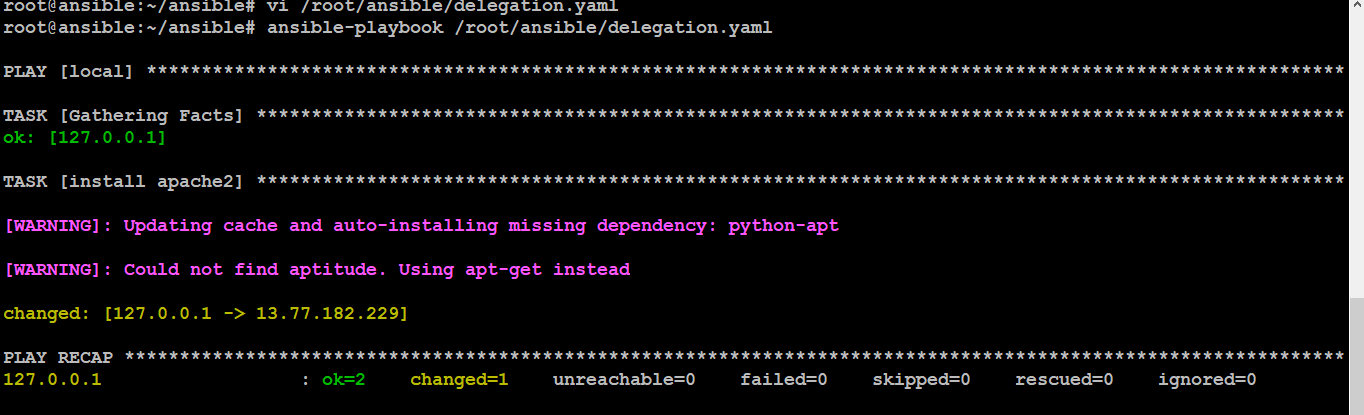 root@ansible:~/ansible# vi /root/ansible/delegation.yaml
root@ansible:~/ansible# ansible-playbook /root/ansible/delegation.yaml
PLAY [local] *************************************************************************************************************
TASK [Gathering Facts] ***************************************************************************************************
ok: [127.0.0.1]
TASK [install apache2] ***************************************************************************************************
[WARNING]: Updating cache and auto-installing missing dependency: python-apt
[WARNING]: Could not find aptitude. Using apt-get instead
changed: [127.0.0.1 -> 13.77.182.229]
PLAY RECAP ***************************************************************************************************************
127.0.0.1                  : ok=2    changed=1    unreachable=0    failed=0    skipped=0    rescued=0    ignored=0